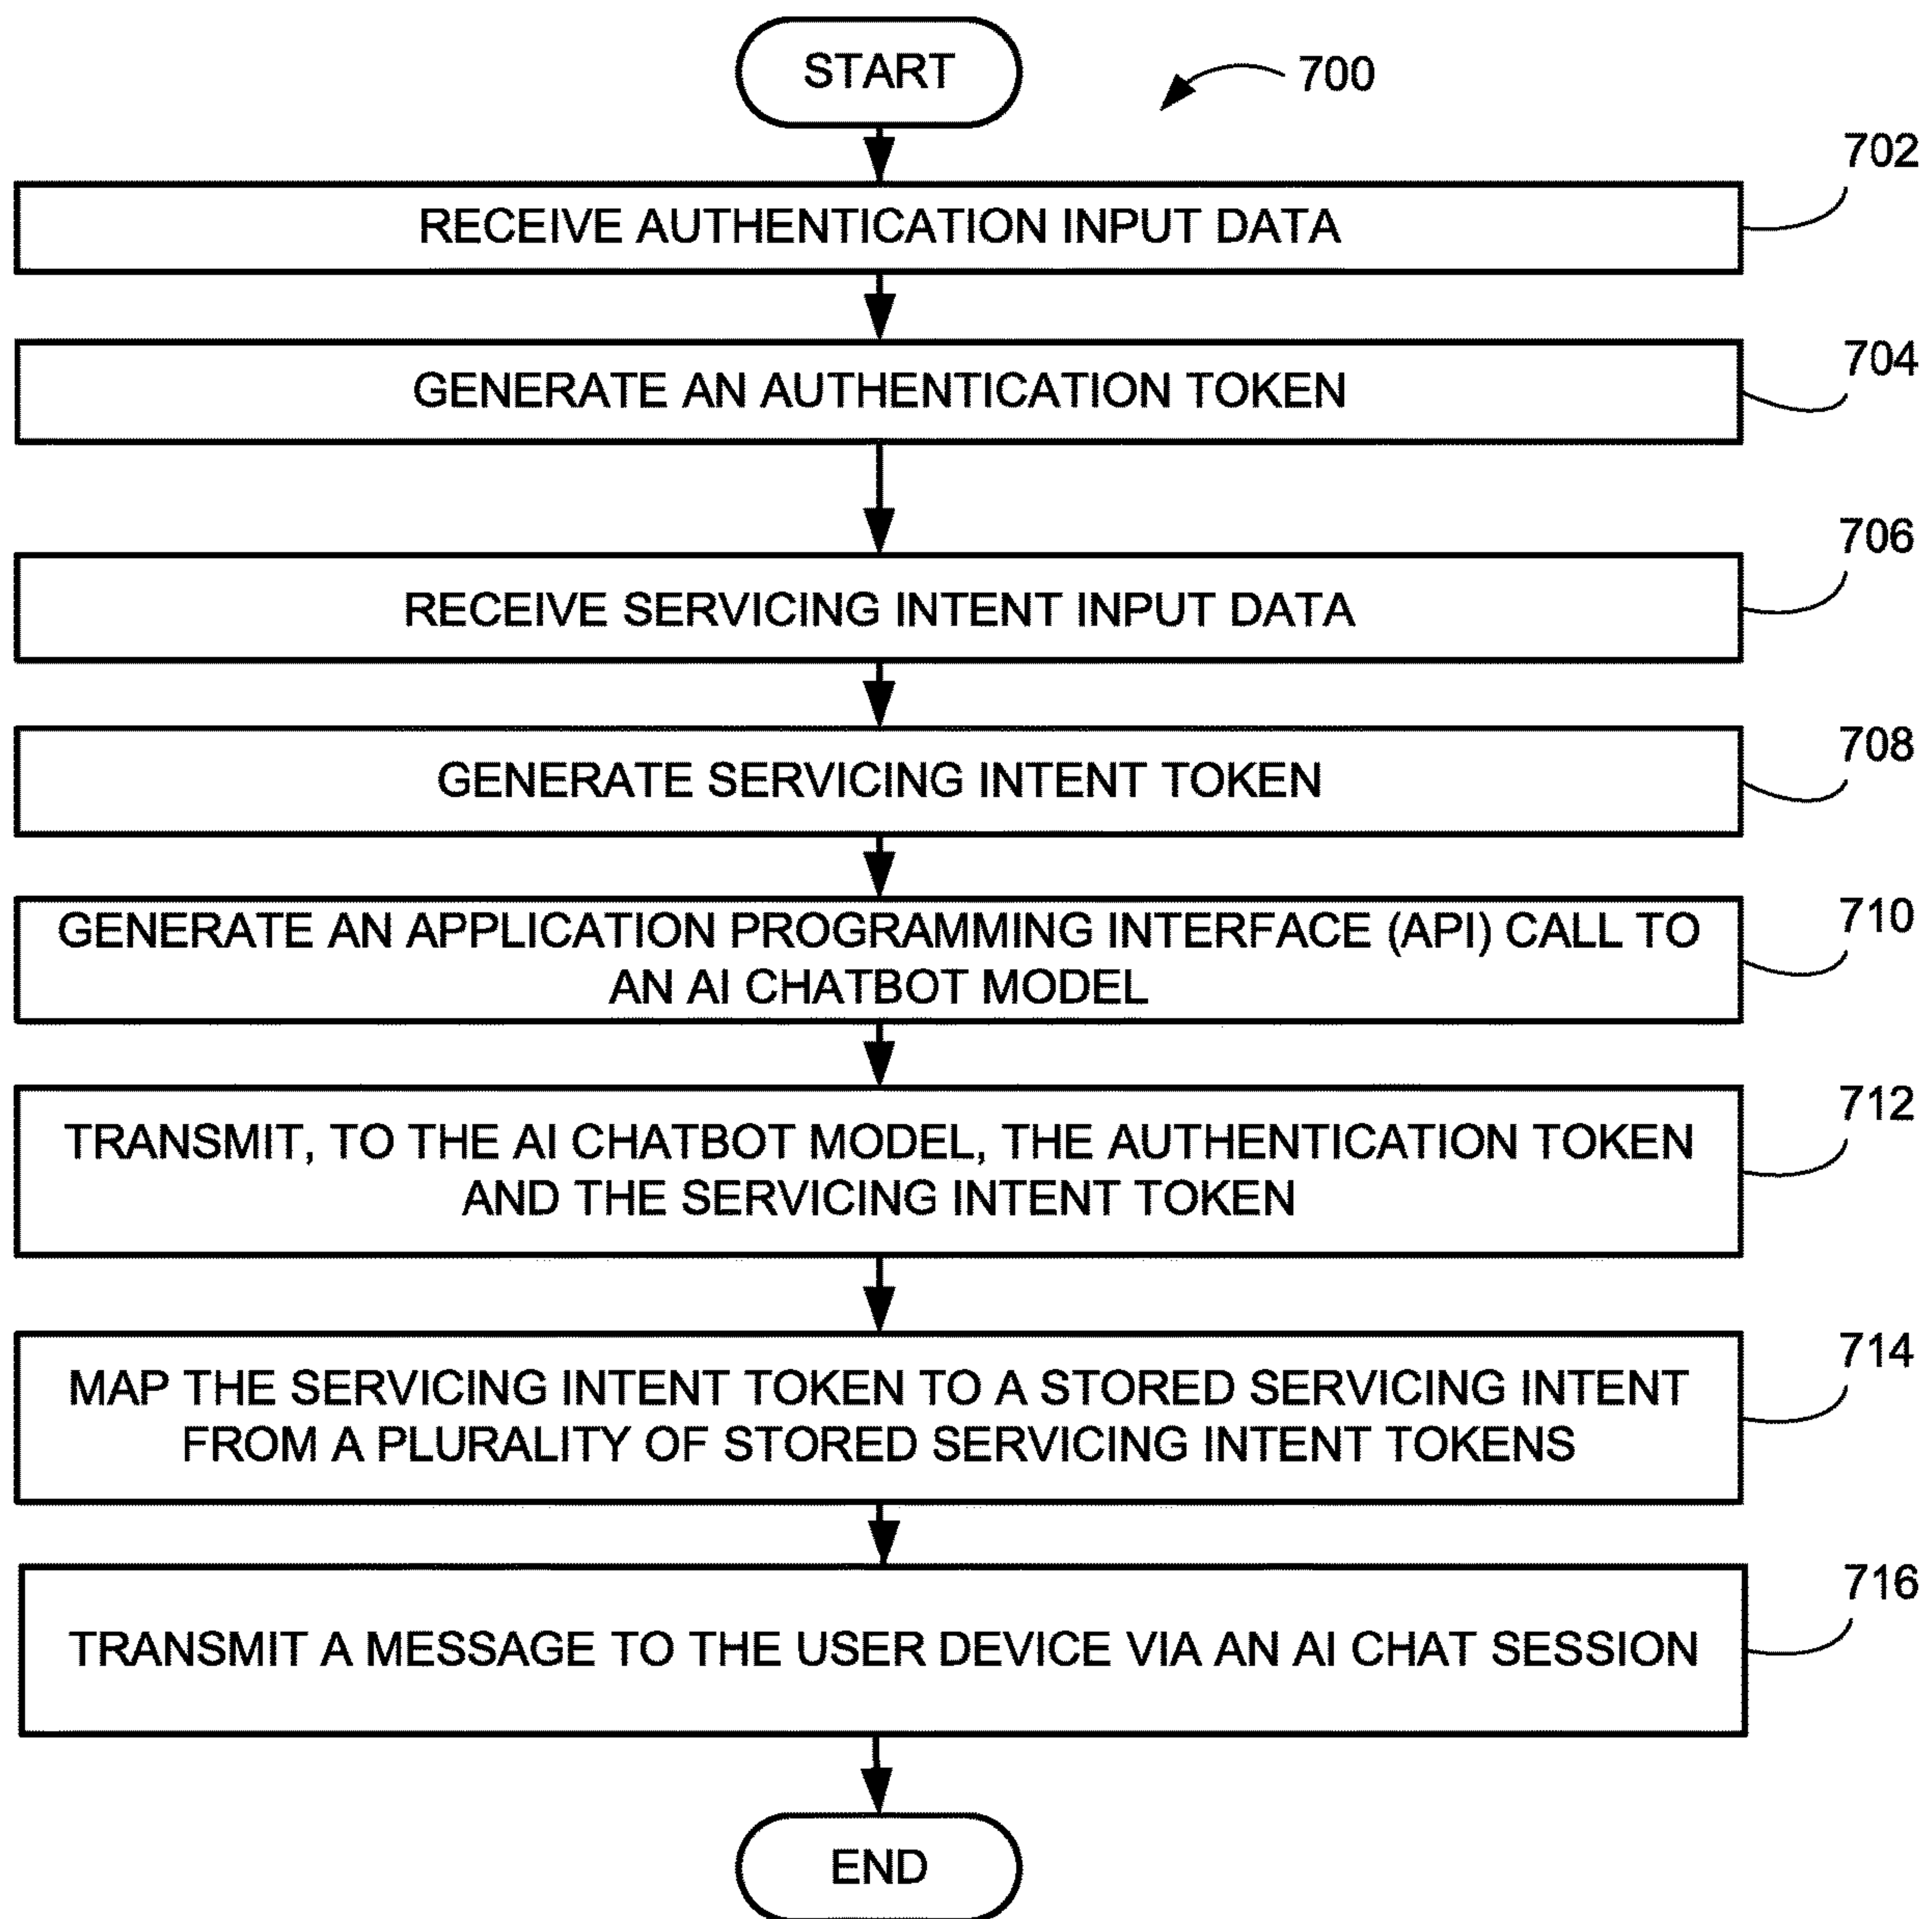 START
700
702
RECEIVE AUTHENTICATION INPUT DATA
704
GENERATE AN AUTHENTICATION TOKEN
706
RECEIVE SERVICING INTENT INPUT DATA
708
GENERATE SERVICING INTENT TOKEN
710
GENERATE AN APPLICATION PROGRAMMING INTERFACE (API) CALL TO
AN AI CHATBOT MODEL
712
TRANSMIT, TO THE AI CHATBOT MODEL, THE AUTHENTICATION TOKEN
AND THE SERVICING INTENT TOKEN
714
MAP THE SERVICING INTENT TOKEN TO A STORED SERVICING INTENT
FROM A PLURALITY OF STORED SERVICING INTENT TOKENS
716
TRANSMIT A MESSAGE TO THE USER DEVICE VIA AN AI CHAT SESSION
END